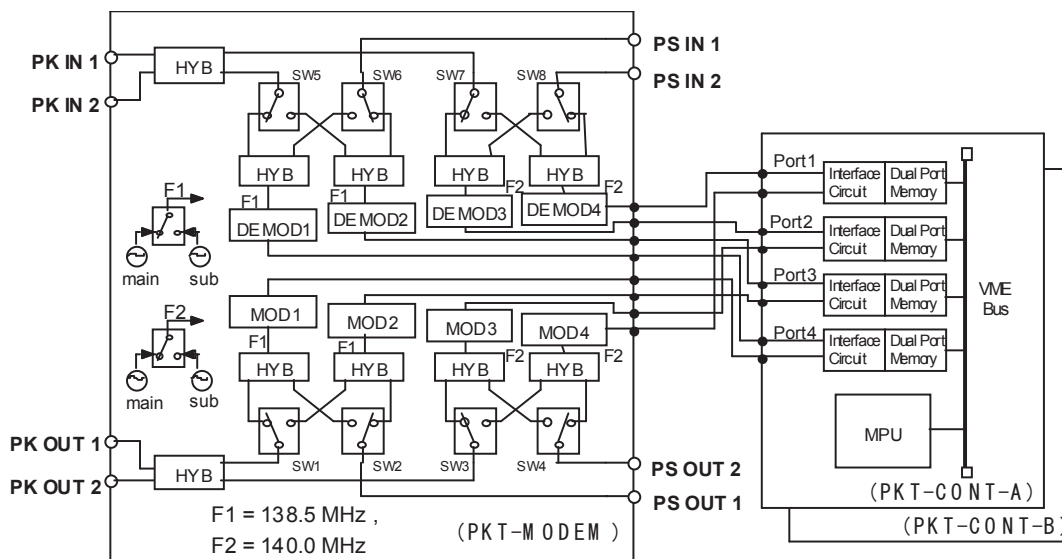 PK IN 1
PK IN 2
HYB
PS IN 1
PS IN 2
SW5
SW6
SW7
SW8
HYB
HYB
HYB
HYB
F1
F1
F2
F2
DEMOD1
DEMOD2
DEMOD3
DEMOD4
F1
main
sub
F2
main
sub
MOD1
MOD2
MOD3
MOD4
F1
F1
F2
F2
HYB
HYB
HYB
HYB
SW1
SW2
SW3
SW4
PK OUT 1
PK OUT 2
HYB
PS OUT 2
PS OUT 1
F1 = 138.5 MHz ,
F2 = 140.0 MHz
(PKT-MODEM)
Port1
Interface
Circuit
Dual Port
Memory
Port2
Interface
Circuit
Dual Port
Memory
Port3
Interface
Circuit
Dual Port
Memory
Port4
Interface
Circuit
Dual Port
Memory
VME
Bus
MPU
(PKT-CONT-A)
(PKT-CONT-B)